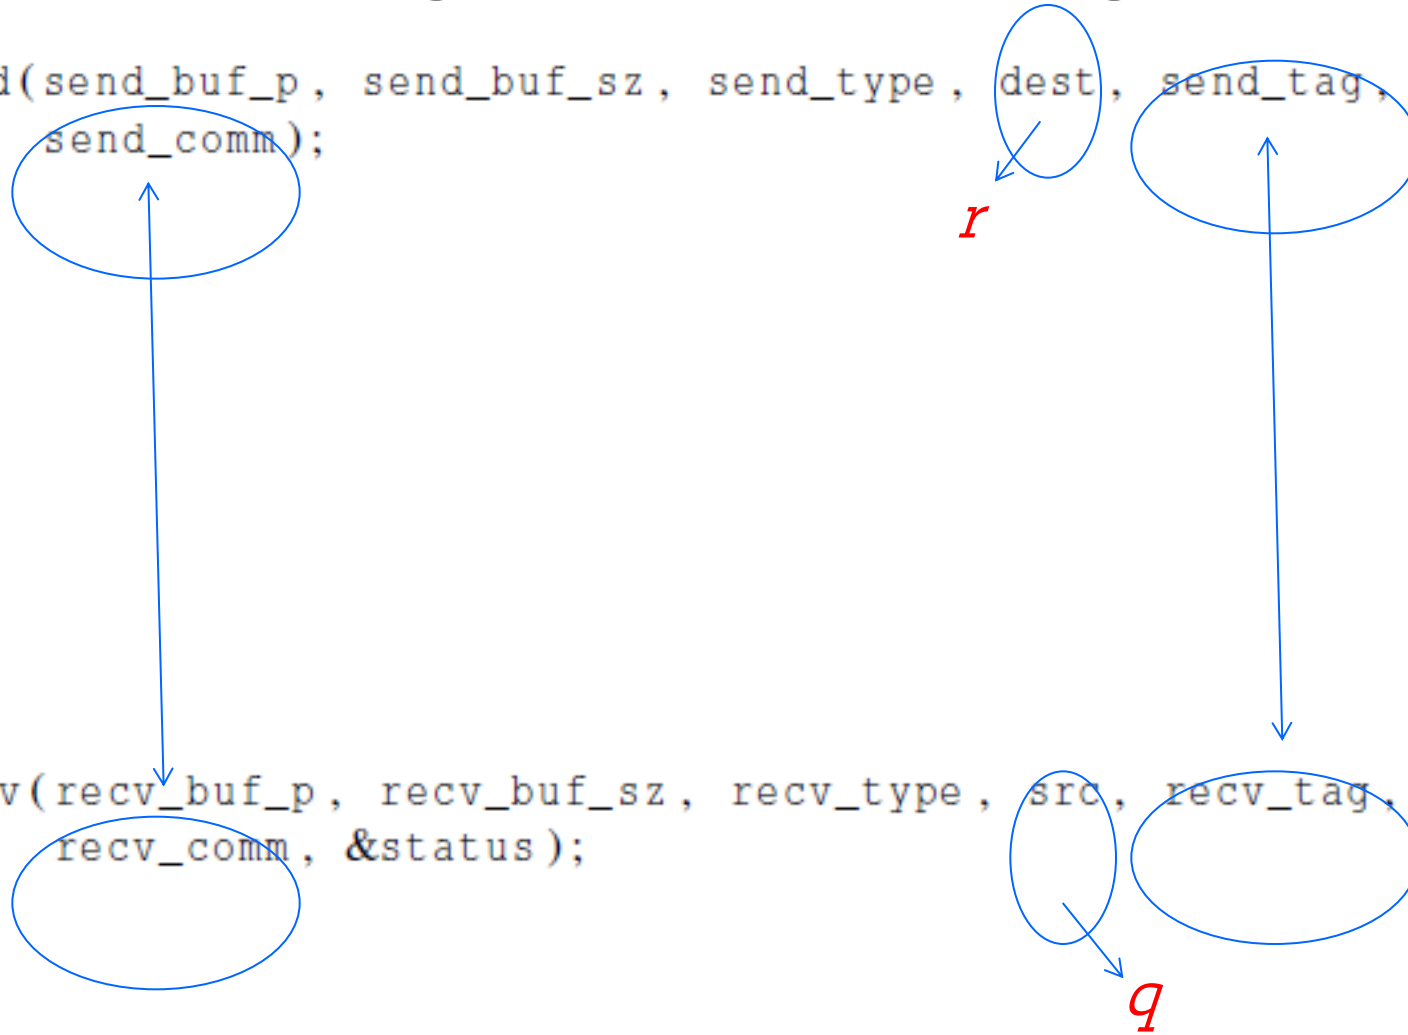 d(send_buf_p, send_buf_sz, send_type, dest, send_tag,
send_comm);
r
v(recv_buf_p, recv_buf_sz, recv_type, src, recv_tag,
recv_comm, &status);
q